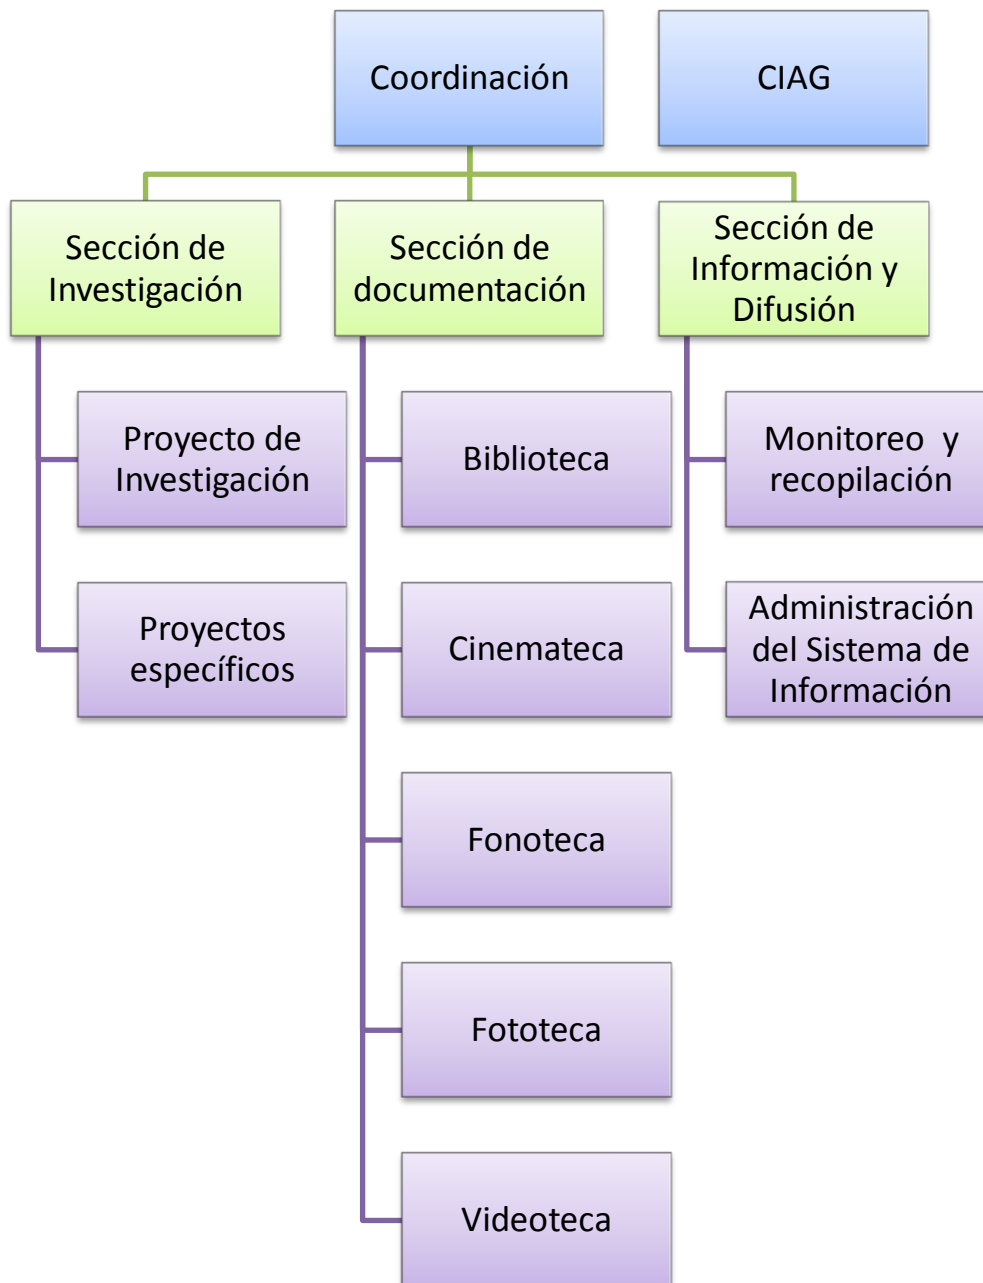 Coordinación
CIAG
Sección de
Investigación
Sección de
documentación
Sección de
Información y
Difusión
Proyecto de
Investigación
Biblioteca
Monitoreo y
recopilación
Proyectos
específicos
Cinemateca
Administración
del Sistema de
Información
Fonoteca
Fototeca
Videoteca